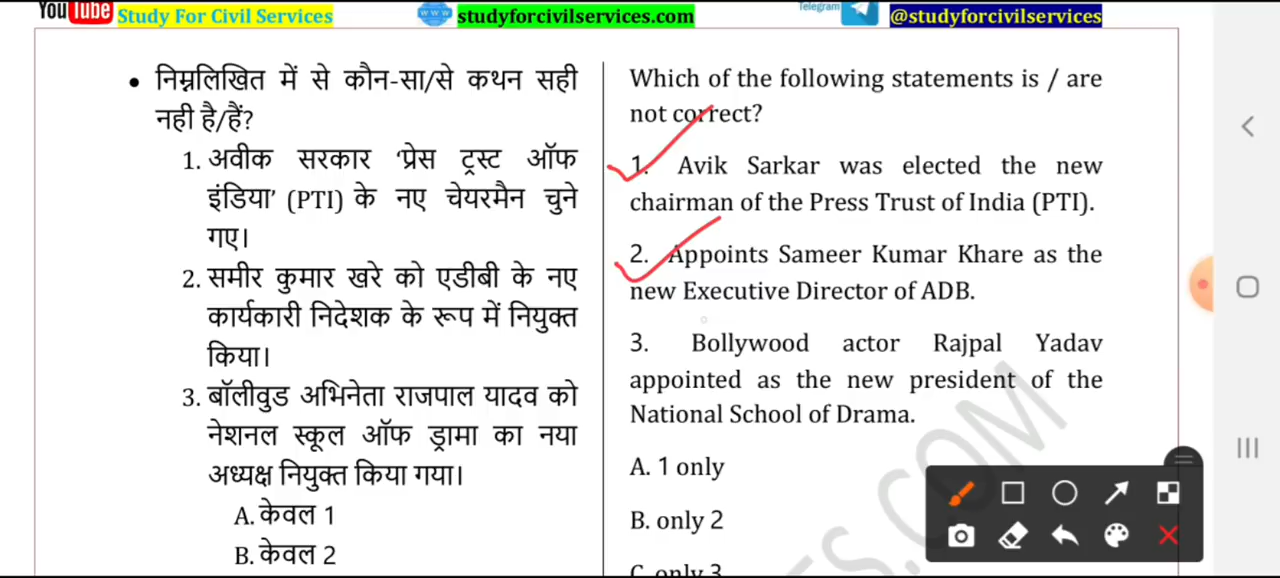 You Tube Study For Civil Services
www studyforcivilservices.com
Telegram @studyforcivilservices
• निम्नलिखित में से कौन-सा/से कथन सही
नही है/हैं?
1. अवीक सरकार 'प्रेस ट्रस्ट ऑफ
इंडिया' (PTI) के नए चेयरमैन चुने
गए।
2. समीर कुमार खरे को एडीबी के नए
कार्यकारी निदेशक के रूप में नियुक्त
किया।
3. बॉलीवुड अभिनेता राजपाल यादव को
नेशनल स्कूल ऑफ ड्रामा का नया
अध्यक्ष नियुक्त किया गया।
A. केवल 1
B. केवल 2
Which of the following statements is / are
not correct?
1. Avik Sarkar was elected the new
chairman of the Press Trust of India (PTI).
2. Appoints Sameer Kumar Khare as the
new Executive Director of ADB.
3. Bollywood actor Rajpal Yadav
appointed as the new president of the
National School of Drama.
A. 1 only
B. only 2
C. only 3